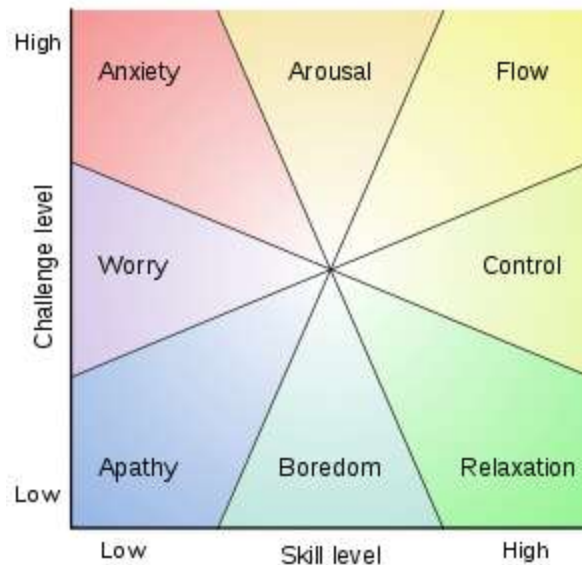 High
Anxiety
Arousal
Flow
Challenge level
Worry
Control
Apathy
Boredom
Relaxation
Low
Low
Skill level
High